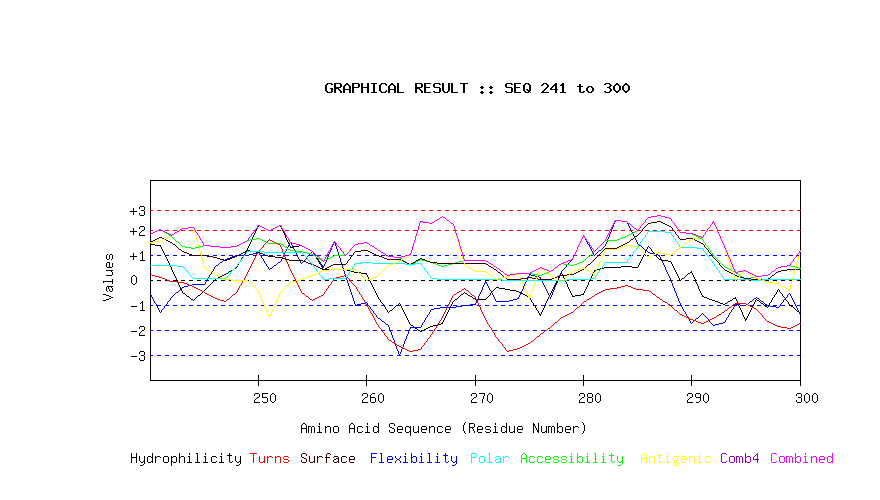 GRAPHICAL RESULT :: SEQ 241 to 300
+3
+2
+1
0
-1
-2
-3
Values
250 260 270 280 290 300
Amino Acid Sequence (Residue Number)
Hydrophilicity Turns Surface Flexibility Polar Accessibility Antigenic Comb4 Combined